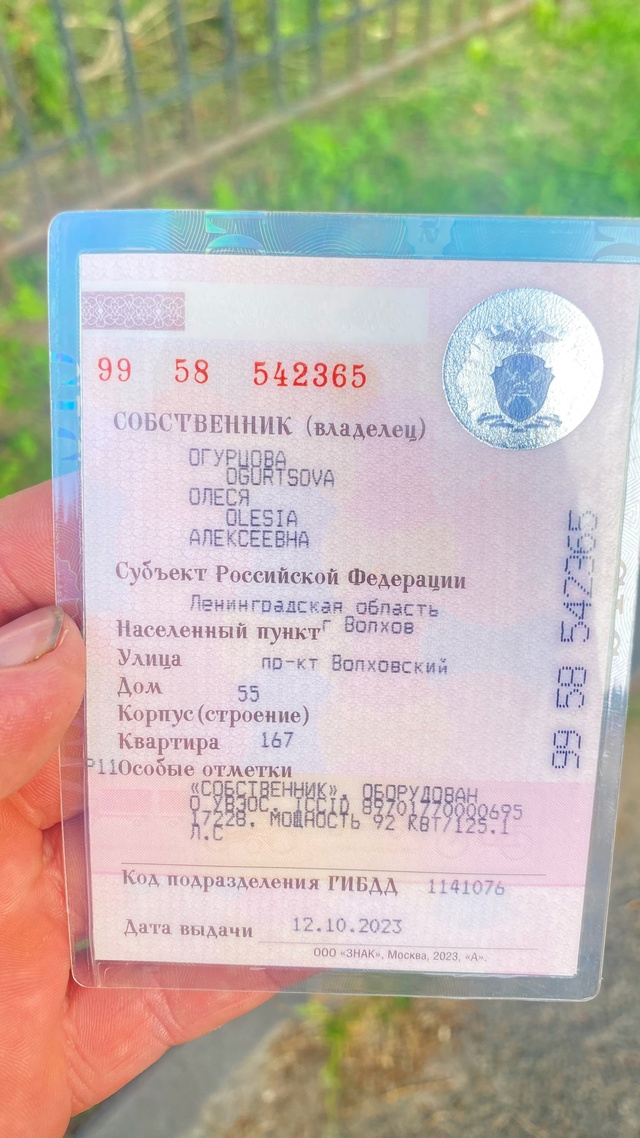 99 58 542365
СОБСТВЕННИК (владелец)
ОГУРЦОВА
OGURTSOVA
ОЛЕСЯ
OLESIA
АЛЕКСЕЕВНА
Субъект Российской Федерации
Ленинградская область
Населенный пункт г Волхов
Улица пр-кт Волховский
Дом 55
Корпус (строение)
Квартира 167
Р11Особые отметки
«СОБСТВЕННИК». ОБОРУДОВАН
О УВЭОС. ICCID 89701770000695
17228. МОЩНОСТЬ 92 КВТ/125.1
Л.С
Код подразделения ГИБДД 1141076
Дата выдачи 12.10.2023
ООО «ЗНАК», Москва, 2023, «А».
99 58 542365